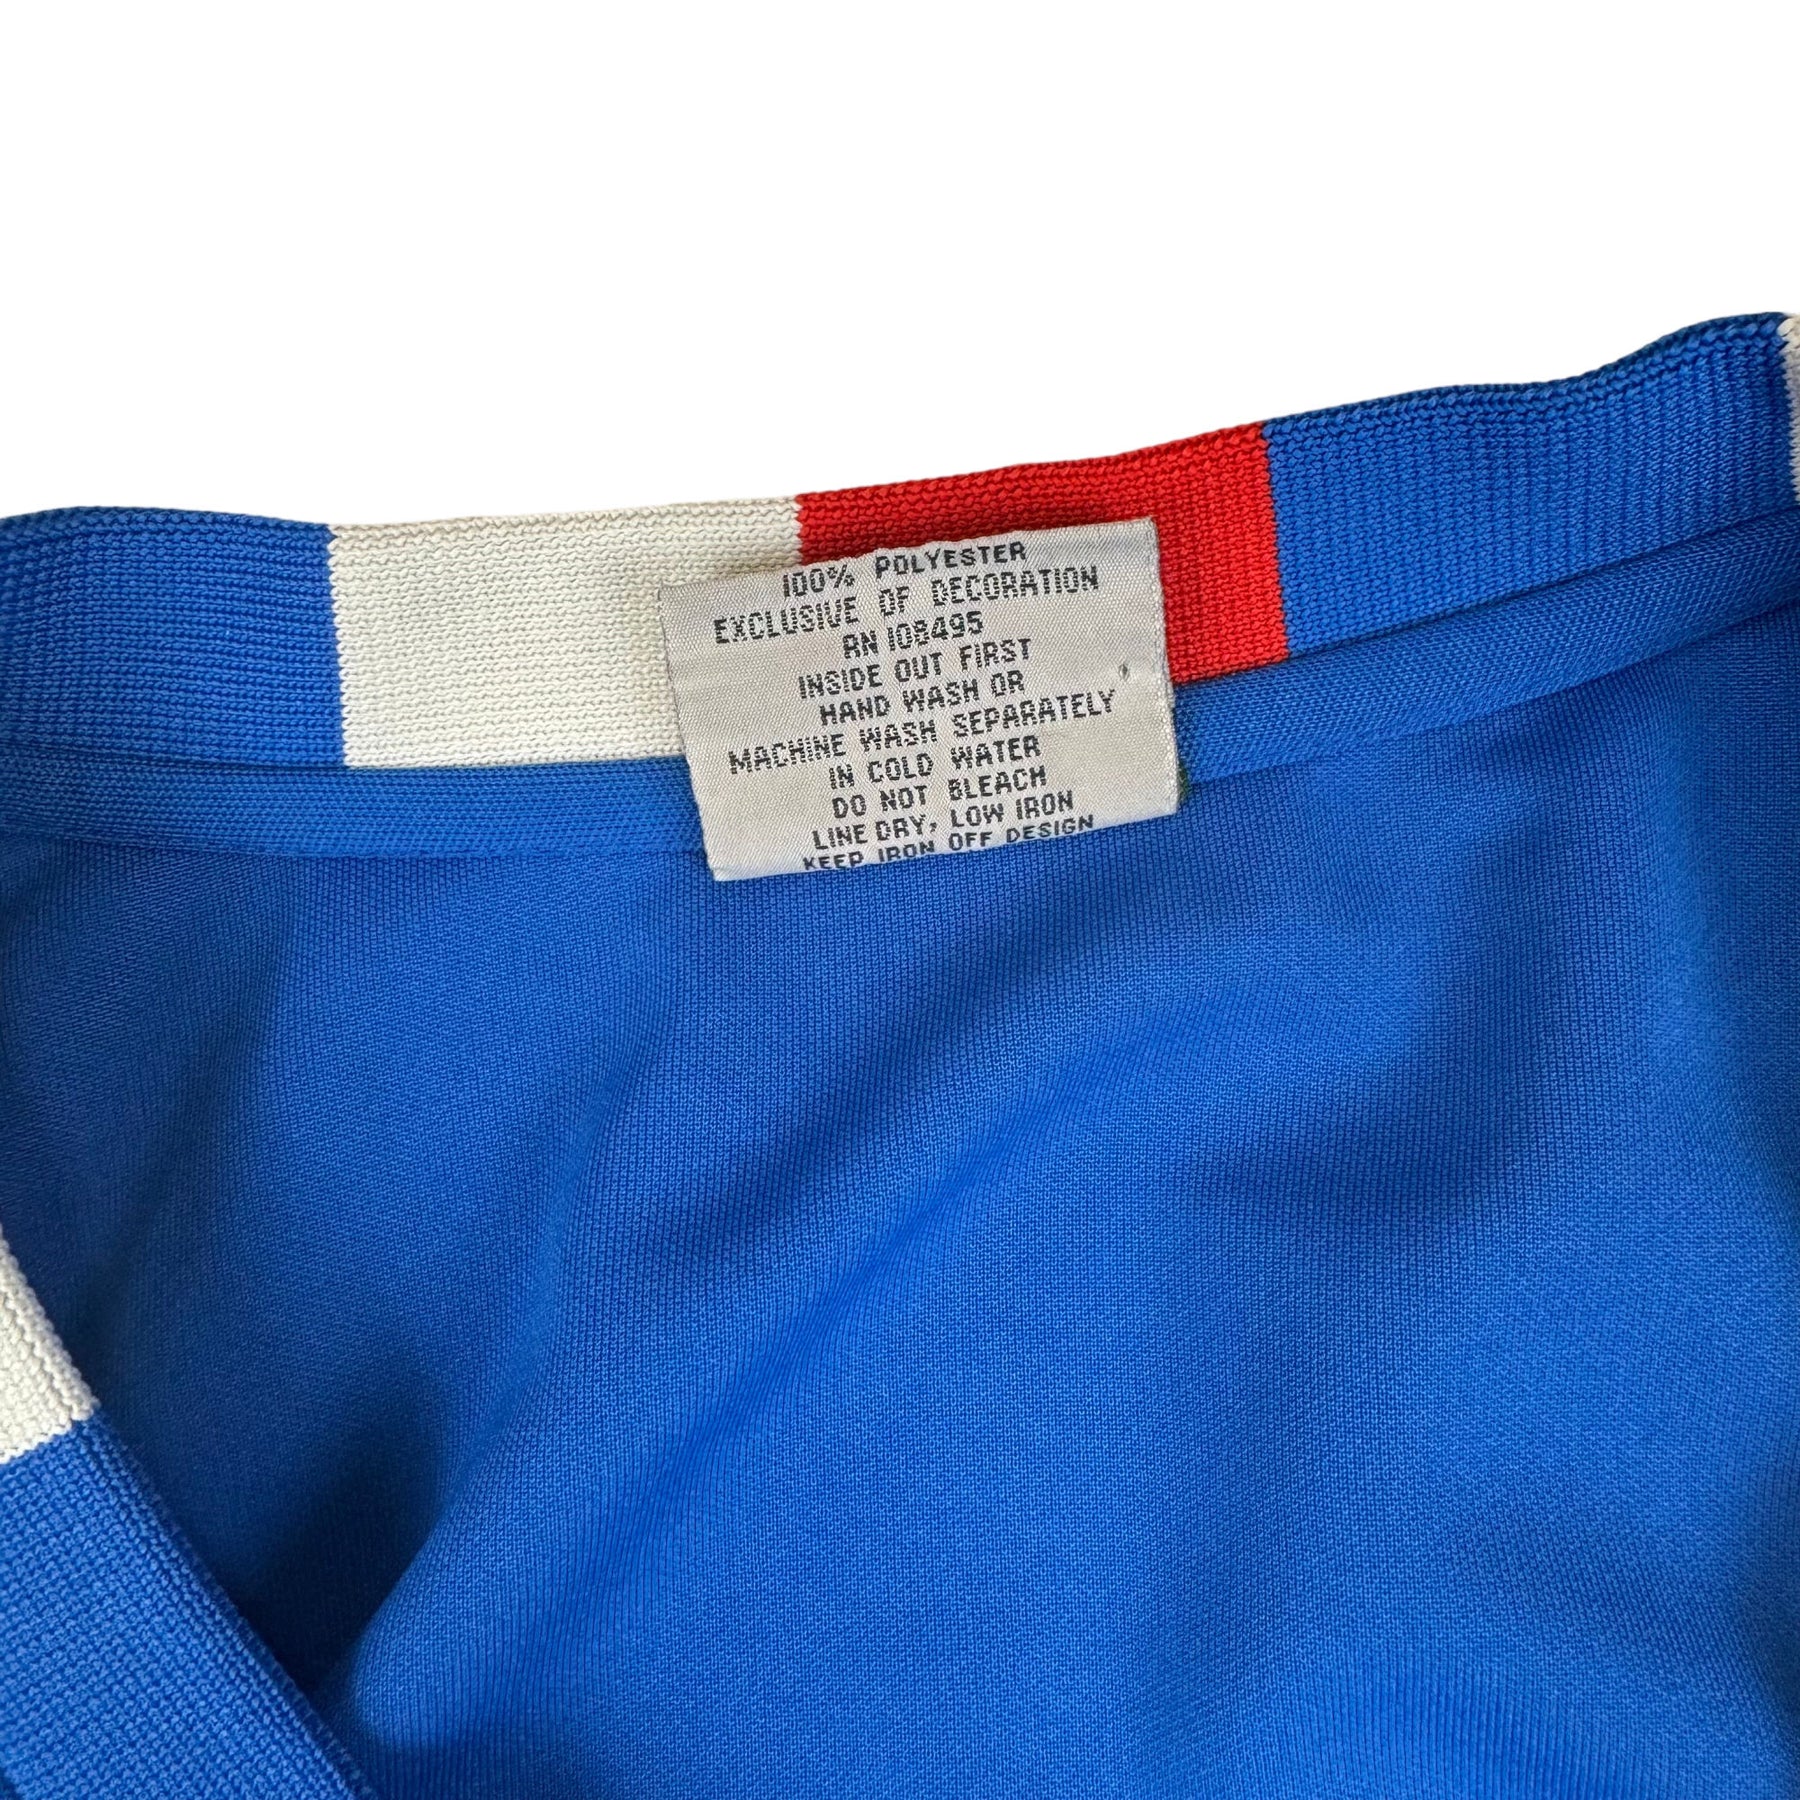 100% POLYESTER
EXCLUSIVE OF DECORATION
RN 108495
INSIDE OUT FIRST
HAND WASH OR
MACHINE WASH SEPARATELY
IN COLD WATER
DO NOT BLEACH
LINE DRY, LOW IRON
KEEP IRON OFF DESIGN